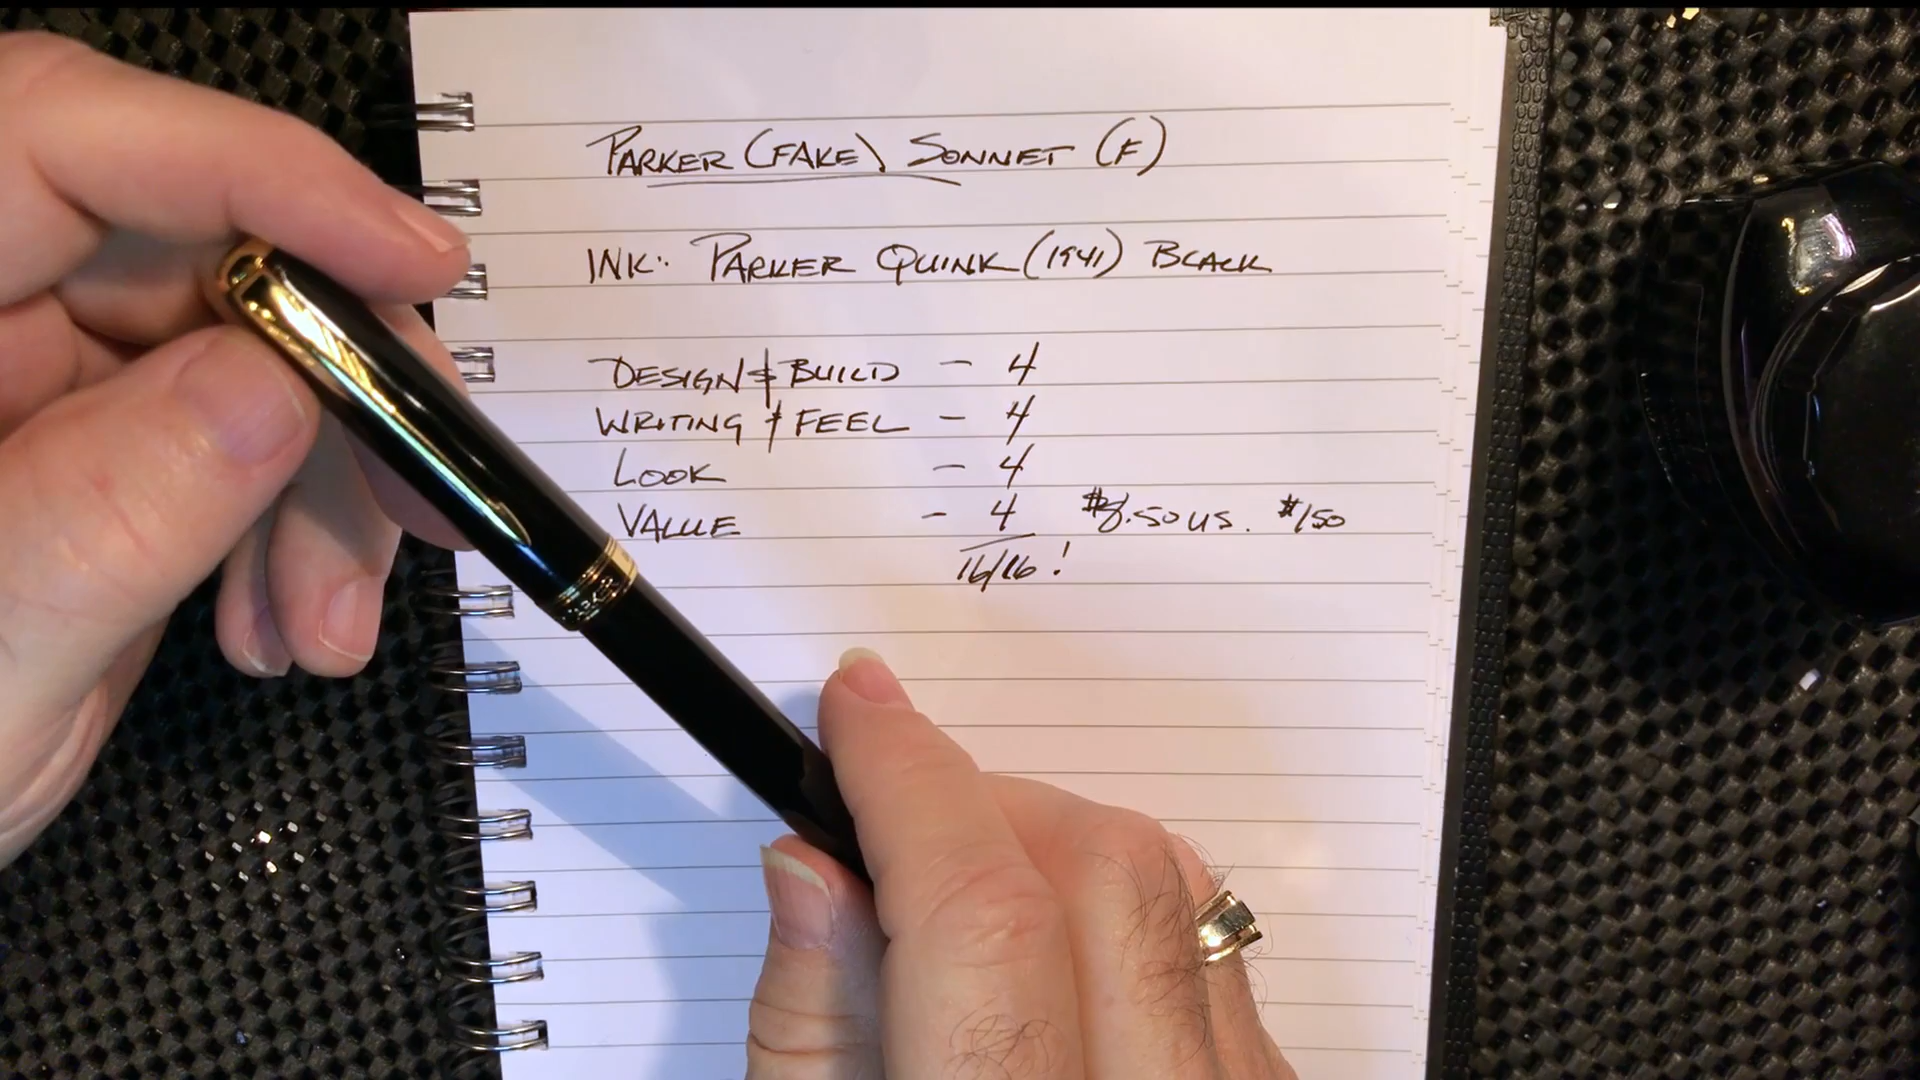 PARKER (FAKE) SONNET (F)
INK: PARKER QUINK (1941) BLACK
DESIGN & BUILD - 4
WRITING & FEEL - 4
LOOK - 4
VALUE - 4 $8.50 US. $150
16/16!